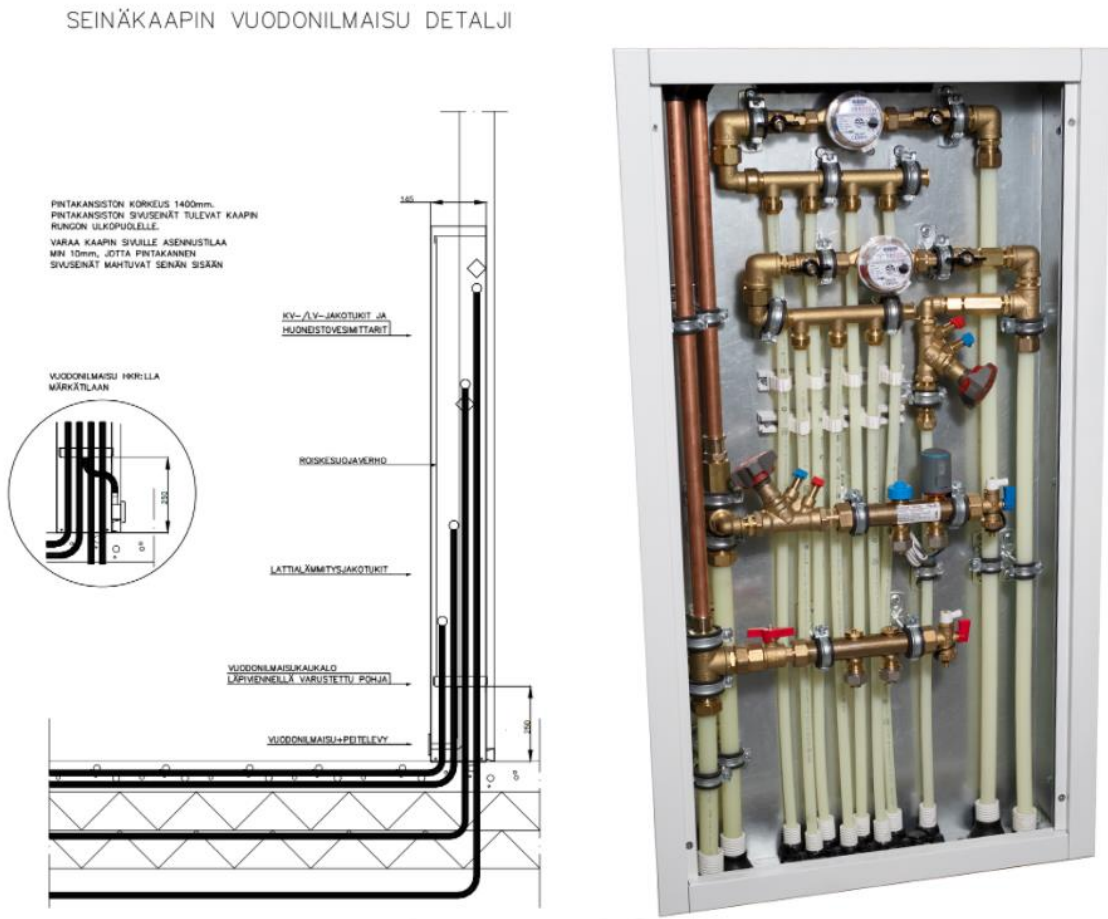 SEINÄKAAPIN VUODONILMAISU DETALJI
PINTAKANSISTON KORKEUS 1400mm.
PINTAKANSISTON SIVUSEINÄT TULEVAT KAAPIN
RUNGON ULKOPUOLELLE.
VARAA KAAPIN SIVUILLE ASENNUSTILAA
MIN 10mm, JOTTA PINTAKANNEN
SIVUSEINÄT MAHTUVAT SEINÄN SISÄÄN
145
KV-/LV-JAKOTUKIT JA
HUONEISTOVESIMITTARIT
VUODONILMAISU HKR:LLA
MÄRKÄTILAAN
250
ROISKESUOJAVERHO
LATTIALÄMMITYSJAKOTUKIT
VUODONILMAISUKAUKALO
LÄPIVIENNEILLÄ VARUSTETTU POHJA
250
VUODONILMAISU+PEITELEVY